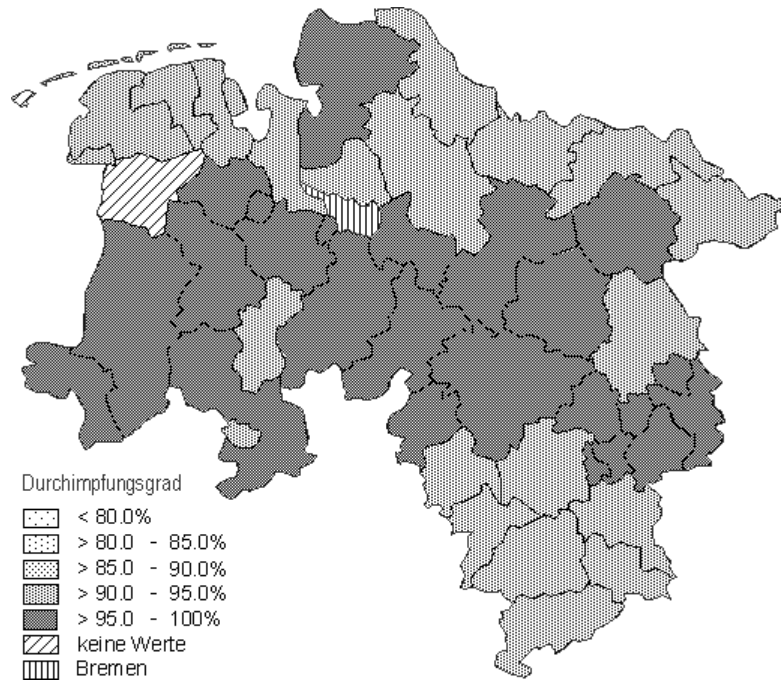 Durchimpfungsgrad
< 80.0%
> 80.0 - 85.0%
> 85.0 - 90.0%
> 90.0 - 95.0%
> 95.0 - 100%
keine Werte
Bremen